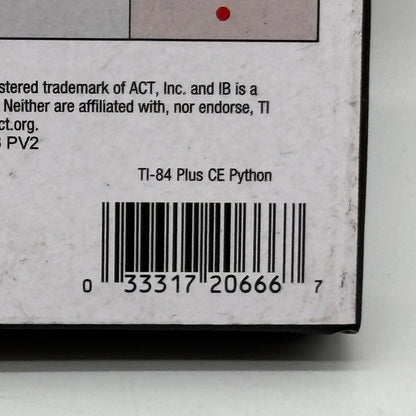 stered trademark of ACT, Inc. and IB is a
Neither are affiliated with, nor endorse, TI
ct.org.
PV2
TI-84 Plus CE Python
0 33317 20666 7